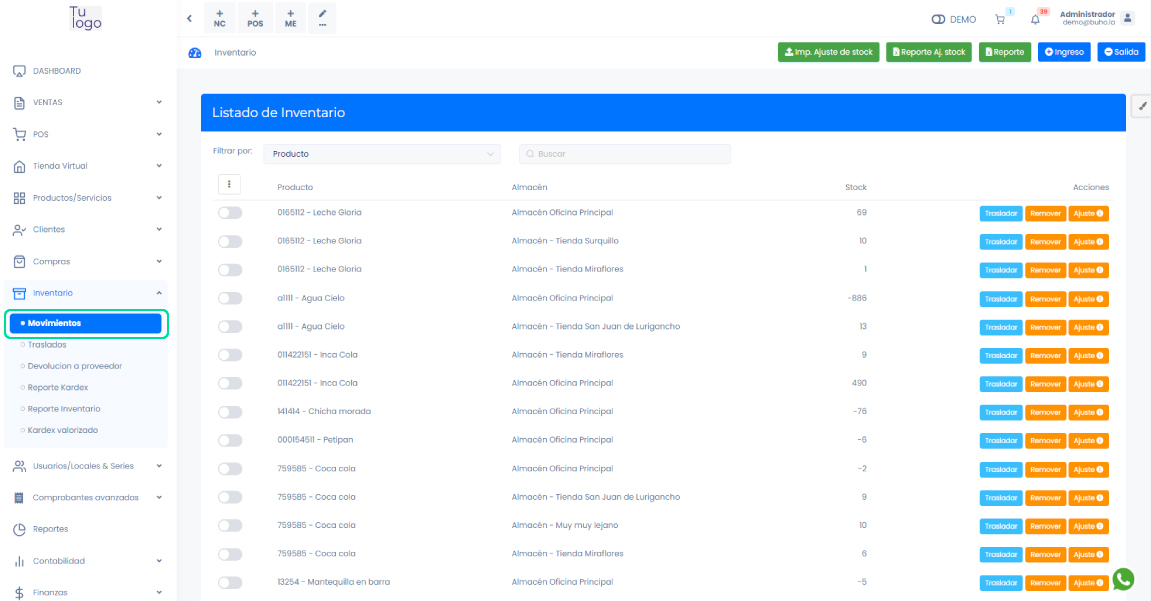 Tu
logo
NC
POS
ME
...
DEMO
1
39
Administrador
demo@buho.la
Inventario
Imp. Ajuste de stock
Reporte Aj. stock
Reporte
Ingreso
Salida
DASHBOARD
VENTAS
POS
Tienda Virtual
Productos/Servicios
Clientes
Compras
Inventario
Movimientos
Traslados
Devolucion a proveedor
Reporte Kardex
Reporte Inventario
Kardex valorizado
Usuarios/Locales & Series
Comprobantes avanzados
Reportes
Contabilidad
Finanzas
Listado de Inventario
Filtrar por: Producto Buscar
Producto Almacén Stock Acciones
0165112 - Leche Gloria Almacén Oficina Principal 69 Trasladar Remover Ajuste
0165112 - Leche Gloria Almacén - Tienda Surquillo 10 Trasladar Remover Ajuste
0165112 - Leche Gloria Almacén - Tienda Miraflores 1 Trasladar Remover Ajuste
a1111 - Agua Cielo Almacén Oficina Principal -886 Trasladar Remover Ajuste
a1111 - Agua Cielo Almacén - Tienda San Juan de Lurigancho 13 Trasladar Remover Ajuste
011422151 - Inca Cola Almacén - Tienda Miraflores 9 Trasladar Remover Ajuste
011422151 - Inca Cola Almacén Oficina Principal 490 Trasladar Remover Ajuste
141414 - Chicha morada Almacén Oficina Principal -76 Trasladar Remover Ajuste
000154511 - Petipan Almacén Oficina Principal -6 Trasladar Remover Ajuste
759585 - Coca cola Almacén Oficina Principal -2 Trasladar Remover Ajuste
759585 - Coca cola Almacén - Tienda San Juan de Lurigancho 9 Trasladar Remover Ajuste
759585 - Coca cola Almacén - Muy muy lejano 10 Trasladar Remover Ajuste
759585 - Coca cola Almacén - Tienda Miraflores 6 Trasladar Remover Ajuste
13254 - Mantequilla en barra Almacén Oficina Principal -5 Trasladar Remover Ajuste